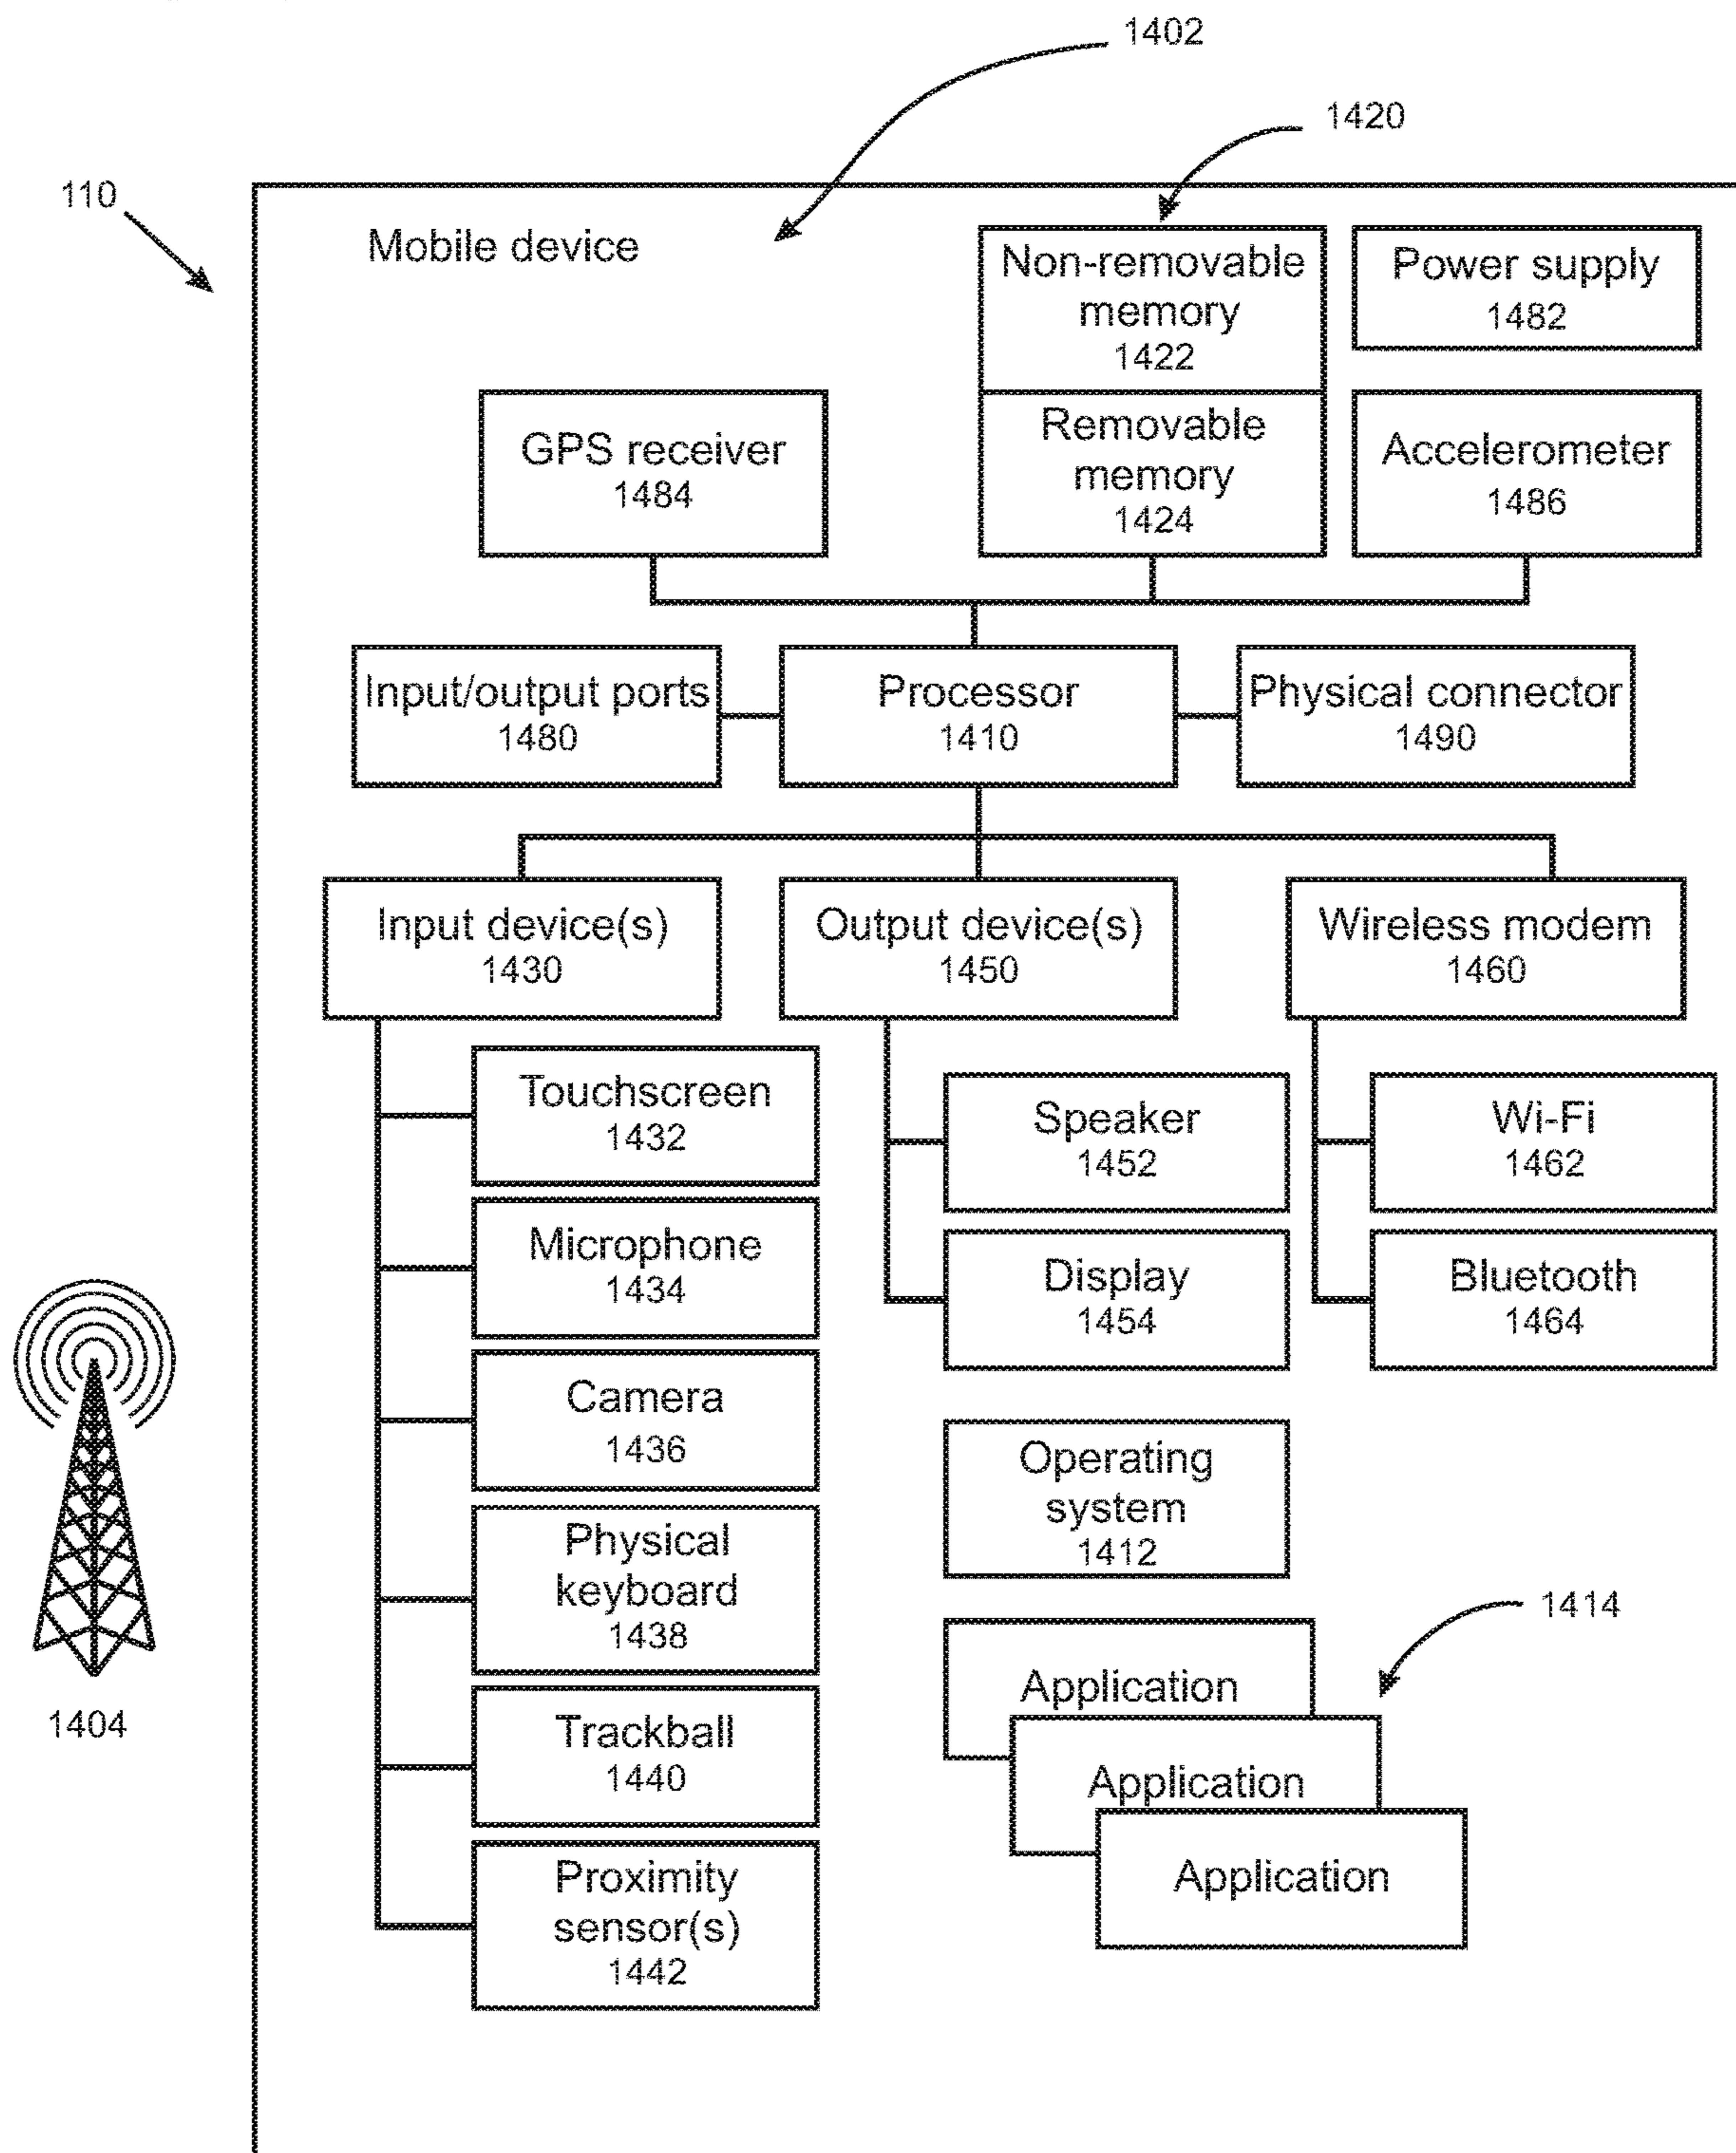 1402
1420
110
Mobile device
Non-removable
memory
1422
Power supply
1482
GPS receiver
1484
Removable
memory
1424
Accelerometer
1486
Input/output ports
1480
Processor
1410
Physical connector
1490
Input device(s)
1430
Output device(s)
1450
Wireless modem
1460
Touchscreen
1432
Speaker
1452
Wi-Fi
1462
Microphone
1434
Display
1454
Bluetooth
1464
Camera
1436
Operating
system
1412
Physical
keyboard
1438
1414
Application
Trackball
1440
Application
Proximity
sensor(s)
1442
Application
1404